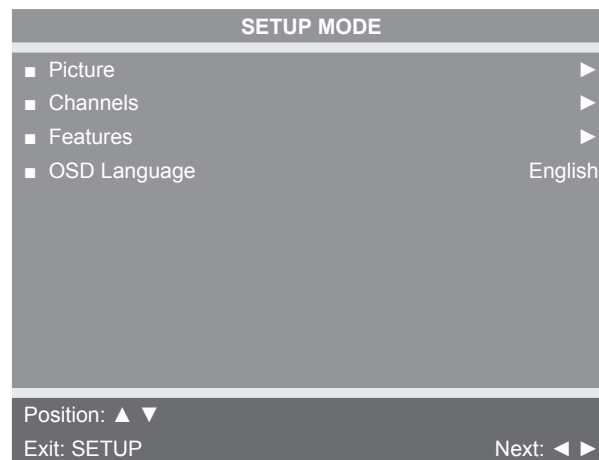 SETUP MODE
■ Picture ►
■ Channels ►
■ Features ►
■ OSD Language English
Position: ▲ ▼
Exit: SETUP Next: ◄ ►